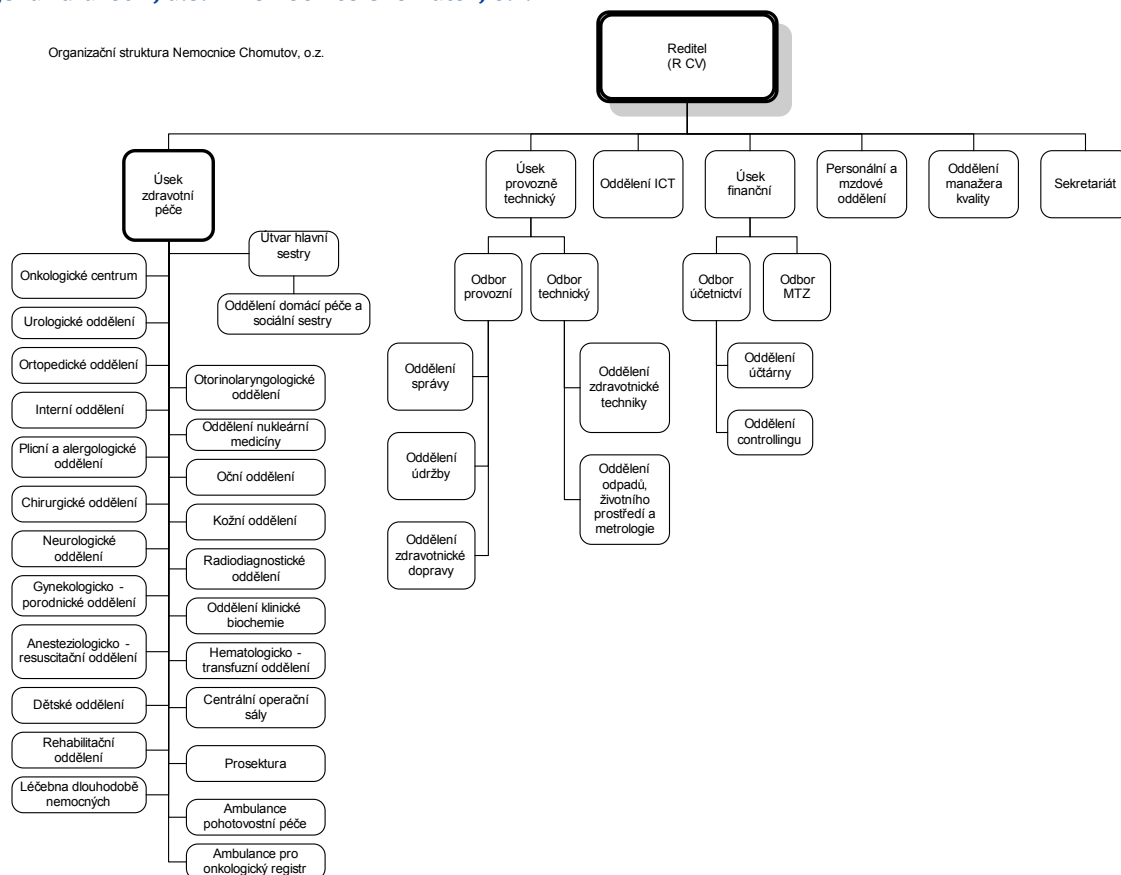 Organizační struktura Nemocnice Chomutov, o.z.
Reditel
(R CV)
Úsek
zdravotní
péče
Úsek
provozně
technický
Oddělení ICT
Úsek
finanční
Personální a
mzdové
oddělení
Oddělení
manažera
kvality
Sekretariát
Útvar hlavní
sestry
Oddělení domácí péče a
sociální sestry
Odbor
provozní
Odbor
technický
Odbor
účetnictví
Odbor
MTZ
Onkologické centrum
Urologické oddělení
Ortopedické oddělení
Interní oddělení
Plicní a alergologické
oddělení
Chirurgické oddělení
Neurologické
oddělení
Gynekologicko -
porodnické oddělení
Anesteziologicko -
resuscitační oddělení
Dětské oddělení
Rehabilitační
oddělení
Léčebna dlouhodobě
nemocných
Otorinolaryngologické
oddělení
Oddělení nukleární
medicíny
Oční oddělení
Kožní oddělení
Radiodiagnostické
oddělení
Oddělení klinické
biochemie
Hematologicko -
transfuzní oddělení
Centrální operační
sály
Prosektura
Ambulance
pohotovostní péče
Ambulance pro
onkologický registr
Oddělení
správy
Oddělení
údržby
Oddělení
zdravotnické
dopravy
Oddělení
zdravotnické
techniky
Oddělení
odpadů,
životního
prostředí a
metrologie
Oddělení
účtárny
Oddělení
controllingu